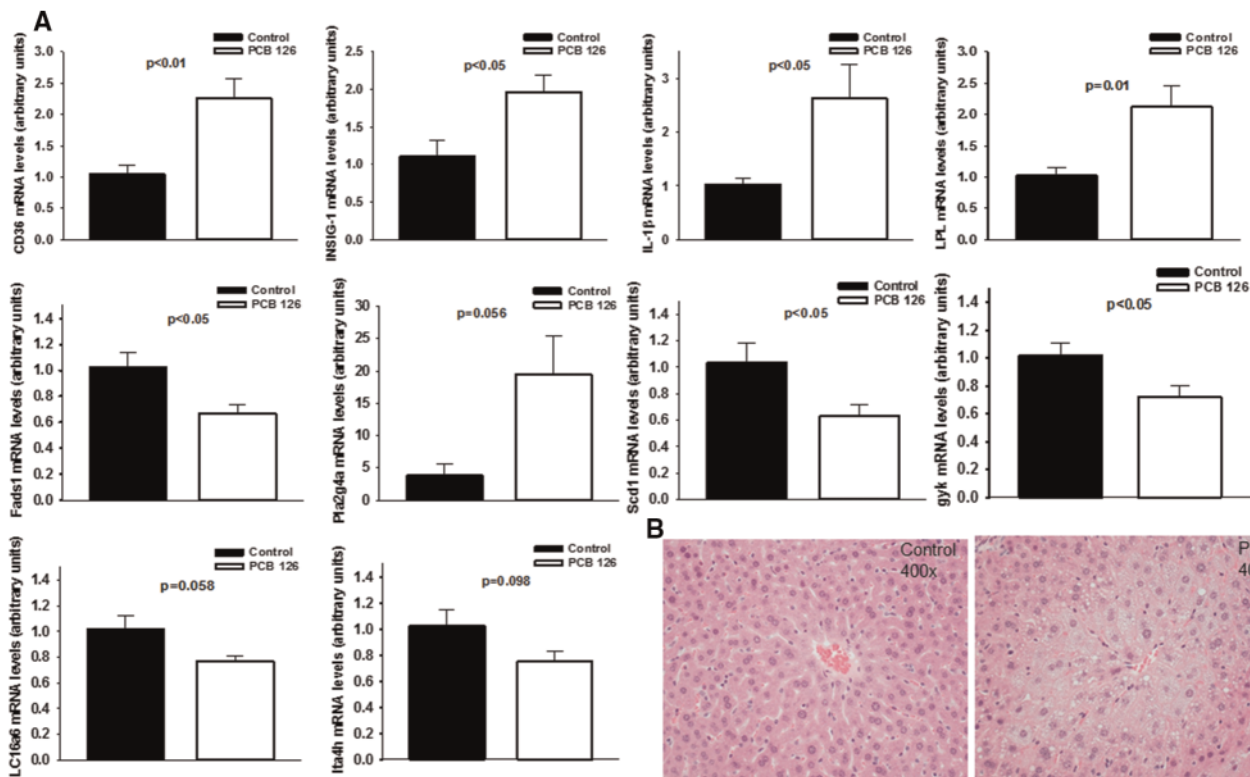 A
Control
PCB 126
p<0.01
CD36 mRNA levels (arbitrary units)
3.0
2.5
2.0
1.5
1.0
0.5
0.0
Control
PCB 126
p<0.05
INSIG-1 mRNA levels (arbitrary units)
2.5
2.0
1.5
1.0
0.5
0.0
Control
PCB 126
p<0.05
IL-1β mRNA levels (arbitrary units)
3
2
1
0
Control
PCB 126
p=0.01
LPL mRNA levels (arbitrary units)
3.0
2.5
2.0
1.5
1.0
0.5
0.0
Control
PCB 126
p<0.05
Fads1 mRNA levels (arbitrary units)
1.4
1.2
1.0
0.8
0.6
0.4
0.2
0.0
Control
PCB 126
p=0.056
Pla2g4a mRNA levels (arbitrary units)
30
25
20
15
10
5
0
Control
PCB 126
p<0.05
Scd1 mRNA levels (arbitrary units)
1.4
1.2
1.0
0.8
0.6
0.4
0.2
0.0
Control
PCB 126
p<0.05
gyk mRNA levels (arbitrary units)
1.4
1.2
1.0
0.8
0.6
0.4
0.2
0.0
Control
PCB 126
p=0.058
LC16a6 mRNA levels (arbitrary units)
1.4
1.2
1.0
0.8
0.6
0.4
0.2
0.0
Control
PCB 126
p=0.098
lta4h mRNA levels (arbitrary units)
1.4
1.2
1.0
0.8
0.6
0.4
0.2
0.0
B
Control
400x
P
40